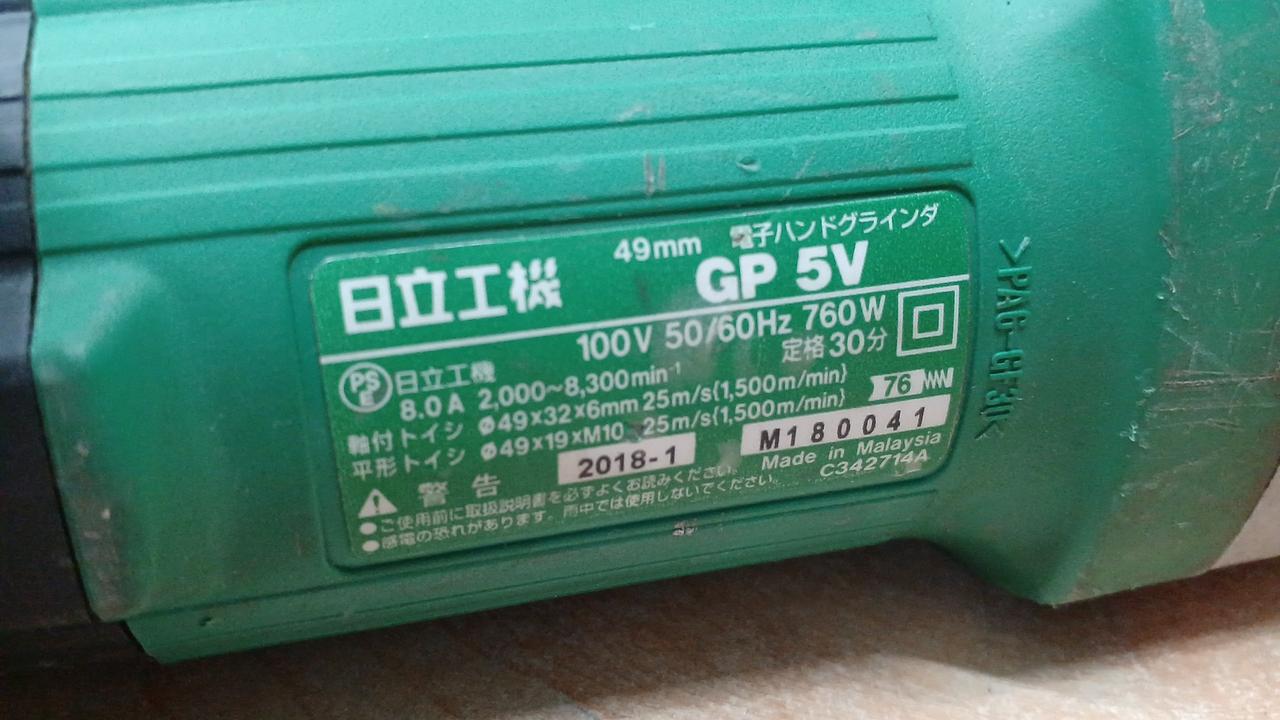 49mm 電子ハンドグラインダ
日立工機 GP 5V
100V 50/60Hz 760W
定格30分
PSE 日立工機
8.0A 2,000~8,300min⁻¹
軸付トイシ φ49×32×6mm 25m/s{1,500m/min} 76
平形トイシ φ49×19×M10 25m/s{1,500m/min}
2018-1 M180041
Made in Malaysia
C342714A
警告
●ご使用前に取扱説明書を必ずよくお読みください。
●感電の恐れがあります。雨中では使用しないでください。
>PA6-GF30<